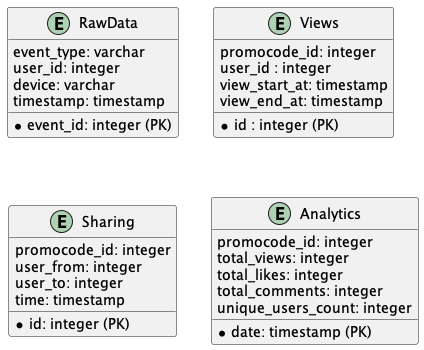 E RawData
event_type: varchar
user_id: integer
device: varchar
timestamp: timestamp
* event_id: integer (PK)
E Views
promocode_id: integer
user_id : integer
view_start_at: timestamp
view_end_at: timestamp
* id : integer (PK)
E Sharing
promocode_id: integer
user_from: integer
user_to: integer
time: timestamp
* id: integer (PK)
E Analytics
promocode_id: integer
total_views: integer
total_likes: integer
total_comments: integer
unique_users_count: integer
* date: timestamp (PK)